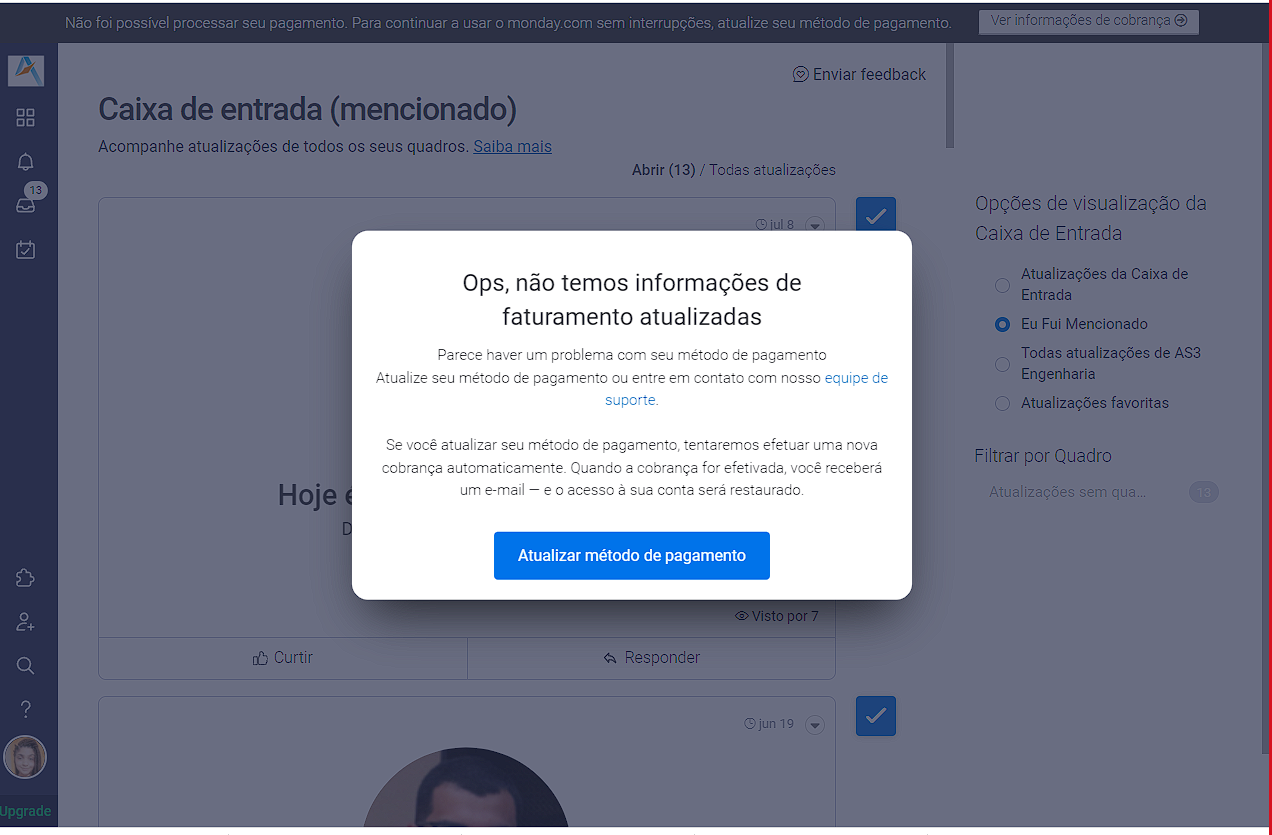 Não foi possível processar seu pagamento. Para continuar a usar o monday.com sem interrupções, atualize seu método de pagamento.
Ver informações de cobrança
Enviar feedback
Caixa de entrada (mencionado)
Acompanhe atualizações de todos os seus quadros. Saiba mais
Abrir (13) / Todas atualizações
13
jul 8
Ops, não temos informações de
faturamento atualizadas
Parece haver um problema com seu método de pagamento
Atualize seu método de pagamento ou entre em contato com nosso equipe de
suporte.
Se você atualizar seu método de pagamento, tentaremos efetuar uma nova
cobrança automaticamente. Quando a cobrança for efetivada, você receberá
um e-mail — e o acesso à sua conta será restaurado.
Atualizar método de pagamento
Hoje
Visto por 7
Curtir
Responder
jun 19
Opções de visualização da
Caixa de Entrada
Atualizações da Caixa de
Entrada
Eu Fui Mencionado
Todas atualizações de AS3
Engenharia
Atualizações favoritas
Filtrar por Quadro
Atualizações sem qua... 13
?
Upgrade